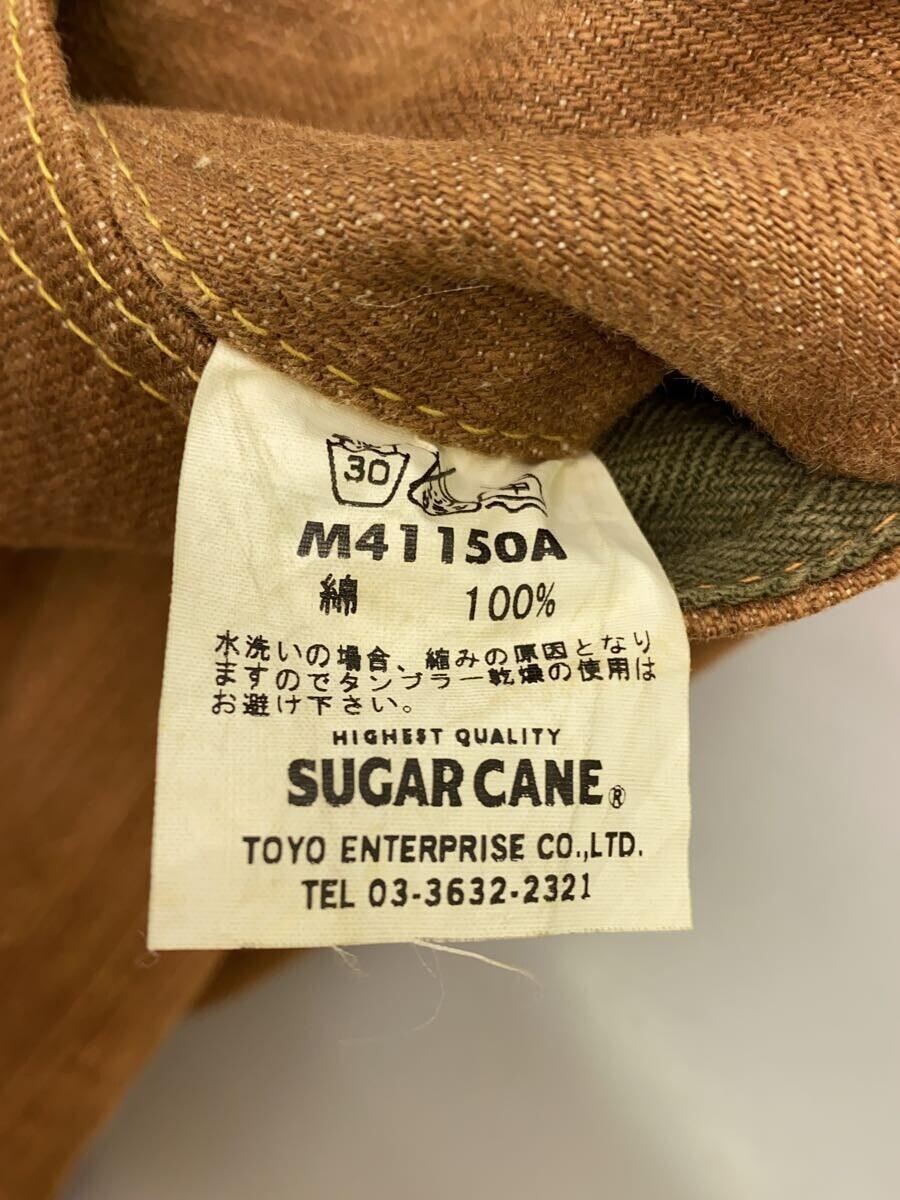 30
M41150A
綿 100%
水洗いの場合、縮みの原因となり
ますのでタンブラー乾燥の使用は
お避け下さい。
HIGHEST QUALITY
SUGAR CANE®
TOYO ENTERPRISE CO.,LTD.
TEL 03-3632-2321